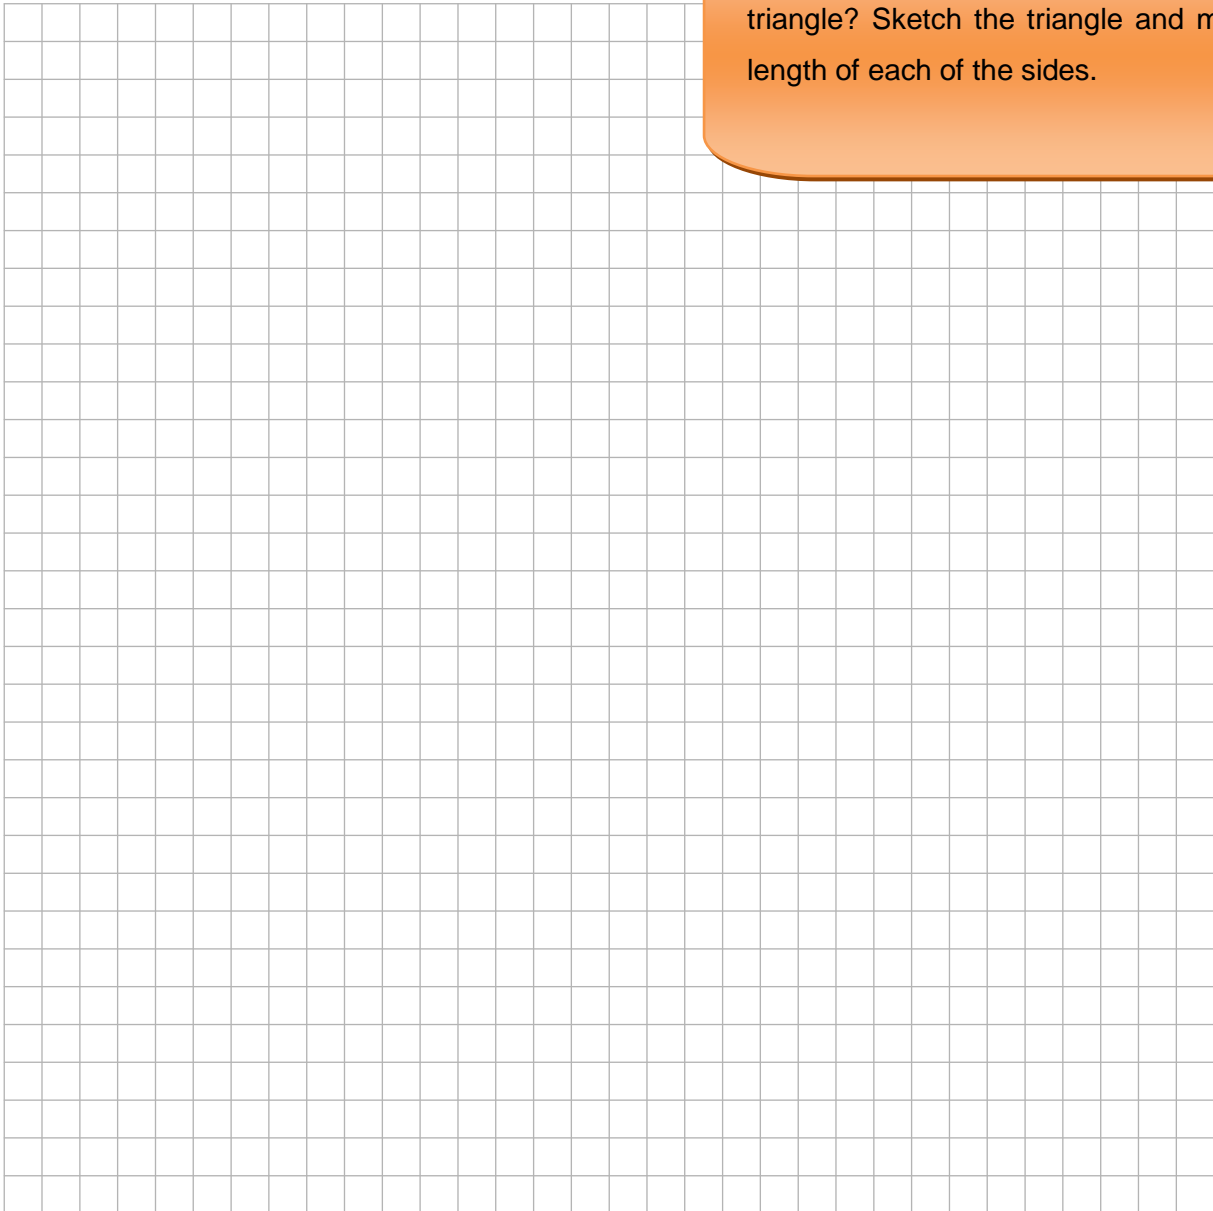 triangle? Sketch the triangle and
length of each of the sides.